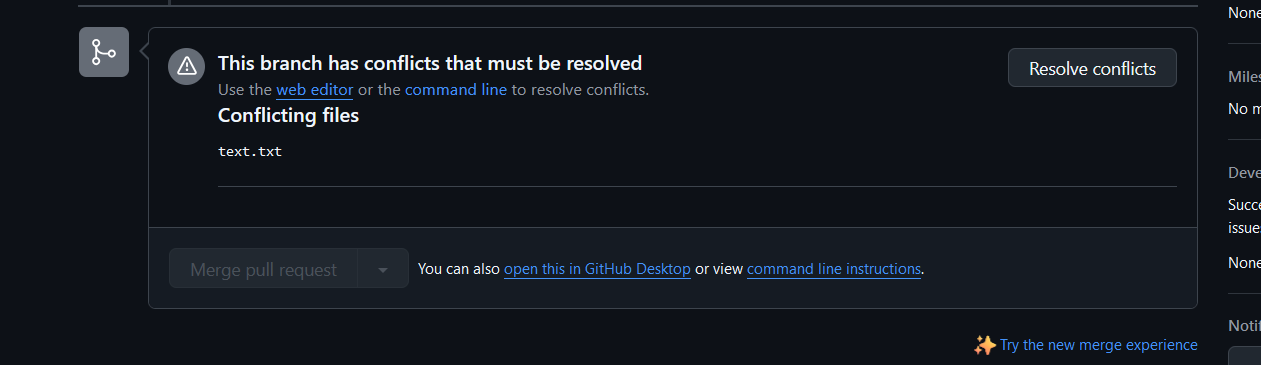 This branch has conflicts that must be resolved
Resolve conflicts
Use the web editor or the command line to resolve conflicts.
Conflicting files
text.txt
Merge pull request
You can also open this in GitHub Desktop or view command line instructions.
Try the new merge experience
None
Miles
No m
Deve
Succe
issues
None
Notif